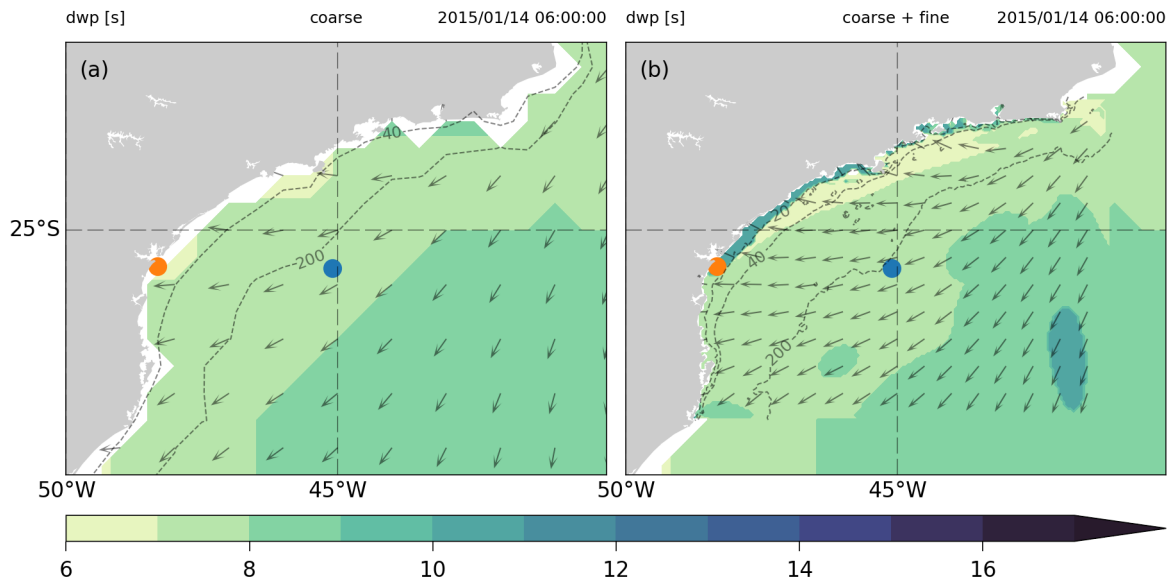 dwp [s] coarse 2015/01/14 06:00:00
dwp [s] coarse + fine 2015/01/14 06:00:00
(a)
(b)
40
200
20
40
200
25°S
50°W 45°W 50°W 45°W
6 8 10 12 14 16